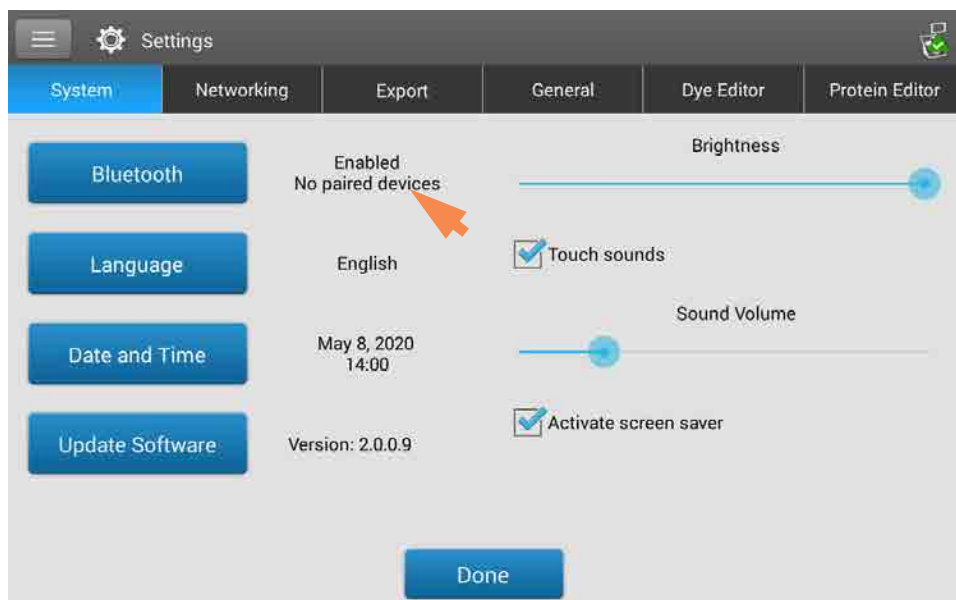 Settings
System
Networking
Export
General
Dye Editor
Protein Editor
Bluetooth
Enabled
No paired devices
Brightness
Language
English
Touch sounds
Date and Time
May 8, 2020
14:00
Sound Volume
Update Software
Version: 2.0.0.9
Activate screen saver
Done